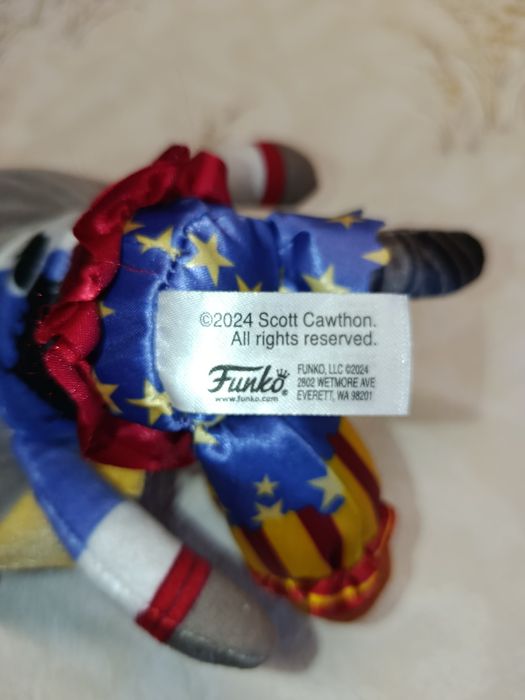 ©2024 Scott Cawthon.
All rights reserved.
Funko®
www.funko.com
FUNKO, LLC ©2024
2802 WETMORE AVE
EVERETT, WA 98201